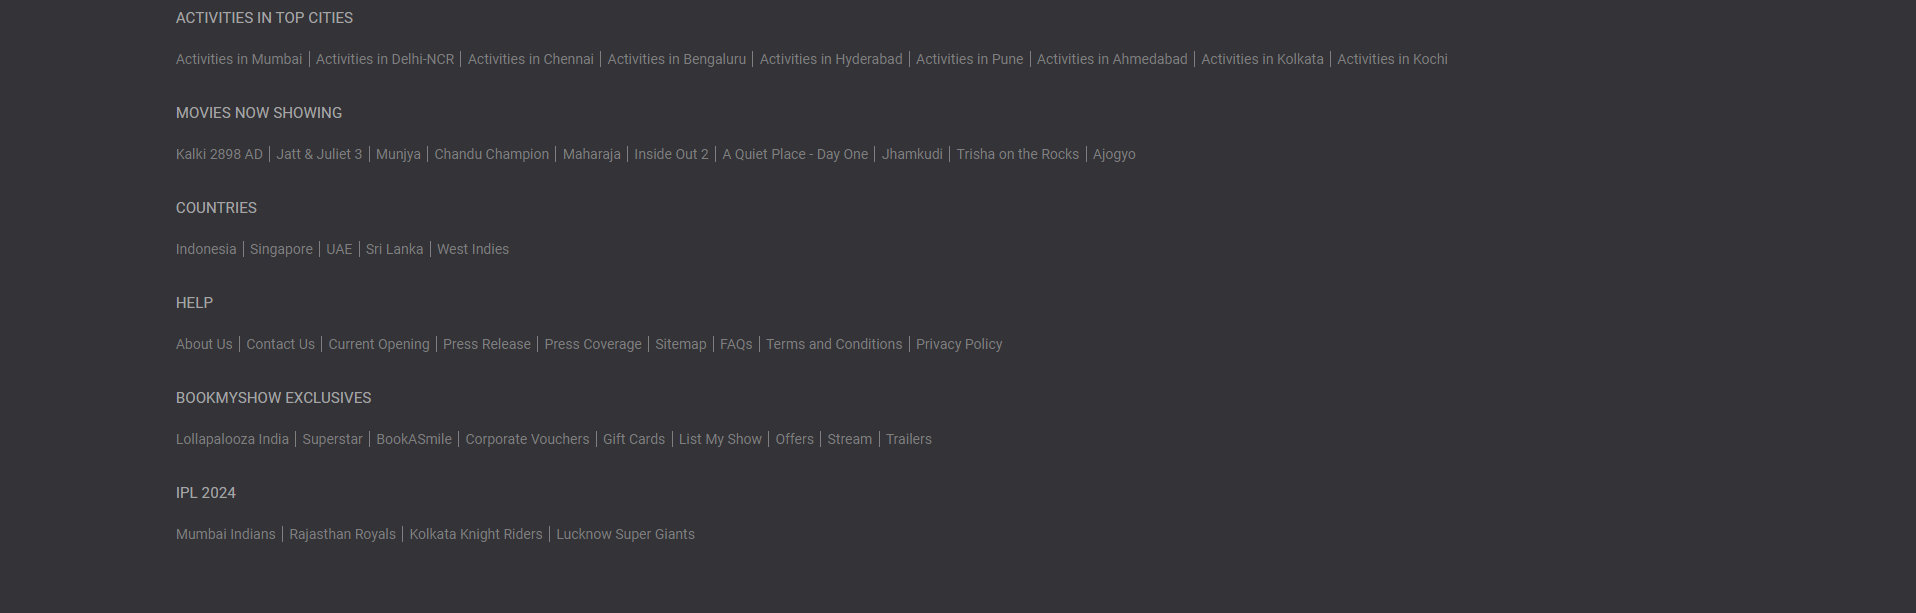 ACTIVITIES IN TOP CITIES
Activities in Mumbai | Activities in Delhi-NCR | Activities in Chennai | Activities in Bengaluru | Activities in Hyderabad | Activities in Pune | Activities in Ahmedabad | Activities in Kolkata | Activities in Kochi
MOVIES NOW SHOWING
Kalki 2898 AD | Jatt & Juliet 3 | Munjya | Chandu Champion | Maharaja | Inside Out 2 | A Quiet Place - Day One | Jhamkudi | Trisha on the Rocks | Ajogyo
COUNTRIES
Indonesia | Singapore | UAE | Sri Lanka | West Indies
HELP
About Us | Contact Us | Current Opening | Press Release | Press Coverage | Sitemap | FAQs | Terms and Conditions | Privacy Policy
BOOKMYSHOW EXCLUSIVES
Lollapalooza India | Superstar | BookASmile | Corporate Vouchers | Gift Cards | List My Show | Offers | Stream | Trailers
IPL 2024
Mumbai Indians | Rajasthan Royals | Kolkata Knight Riders | Lucknow Super Giants